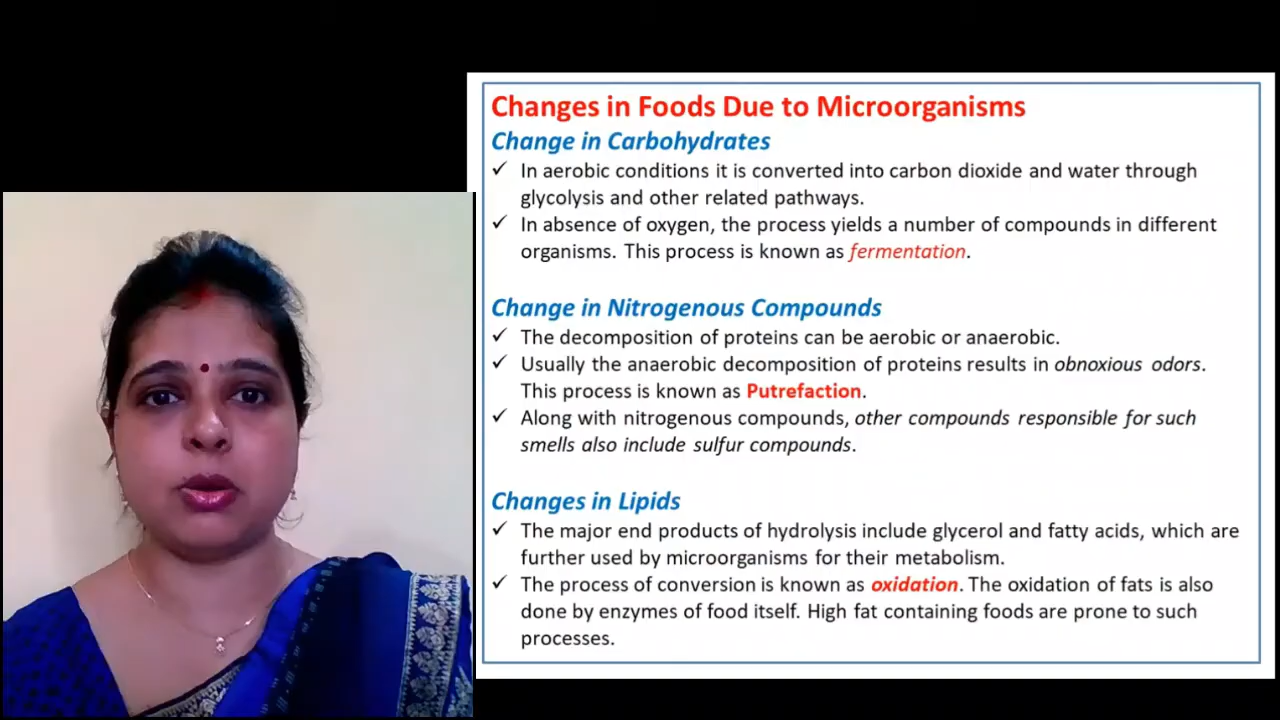 Changes in Foods Due to Microorganisms
Change in Carbohydrates
✓ In aerobic conditions it is converted into carbon dioxide and water through
glycolysis and other related pathways.
✓ In absence of oxygen, the process yields a number of compounds in different
organisms. This process is known as fermentation.
Change in Nitrogenous Compounds
✓ The decomposition of proteins can be aerobic or anaerobic.
✓ Usually the anaerobic decomposition of proteins results in obnoxious odors.
This process is known as Putrefaction.
✓ Along with nitrogenous compounds, other compounds responsible for such
smells also include sulfur compounds.
Changes in Lipids
✓ The major end products of hydrolysis include glycerol and fatty acids, which are
further used by microorganisms for their metabolism.
✓ The process of conversion is known as oxidation. The oxidation of fats is also
done by enzymes of food itself. High fat containing foods are prone to such
processes.